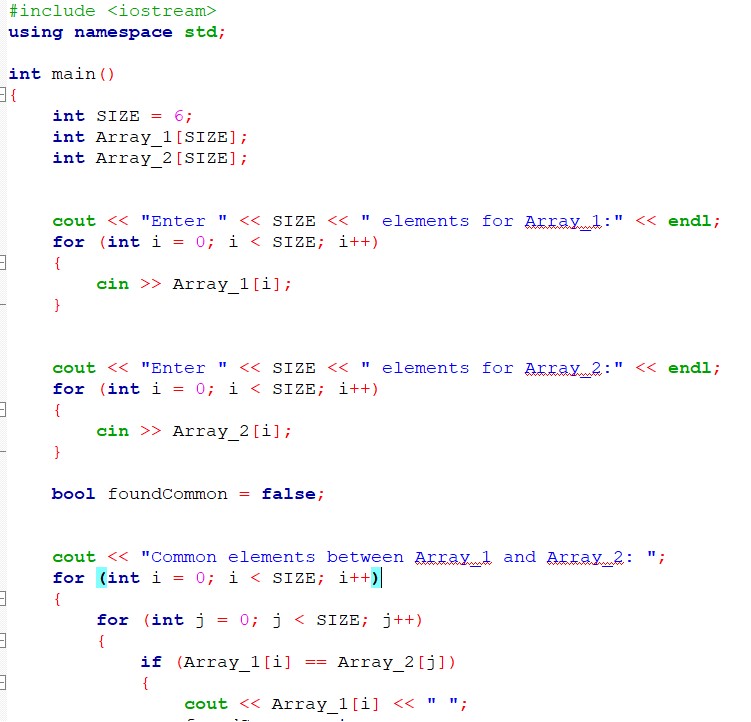 #include <iostream>
using namespace std;
int main()
{
int SIZE = 6;
int Array_1[SIZE];
int Array_2[SIZE];
cout << "Enter " << SIZE << " elements for Array_1:" << endl;
for (int i = 0; i < SIZE; i++)
{
cin >> Array_1[i];
}
cout << "Enter " << SIZE << " elements for Array_2:" << endl;
for (int i = 0; i < SIZE; i++)
{
cin >> Array_2[i];
}
bool foundCommon = false;
cout << "Common elements between Array_1 and Array_2: ";
for (int i = 0; i < SIZE; i++)
{
for (int j = 0; j < SIZE; j++)
{
if (Array_1[i] == Array_2[j])
{
cout << Array_1[i] << " ";